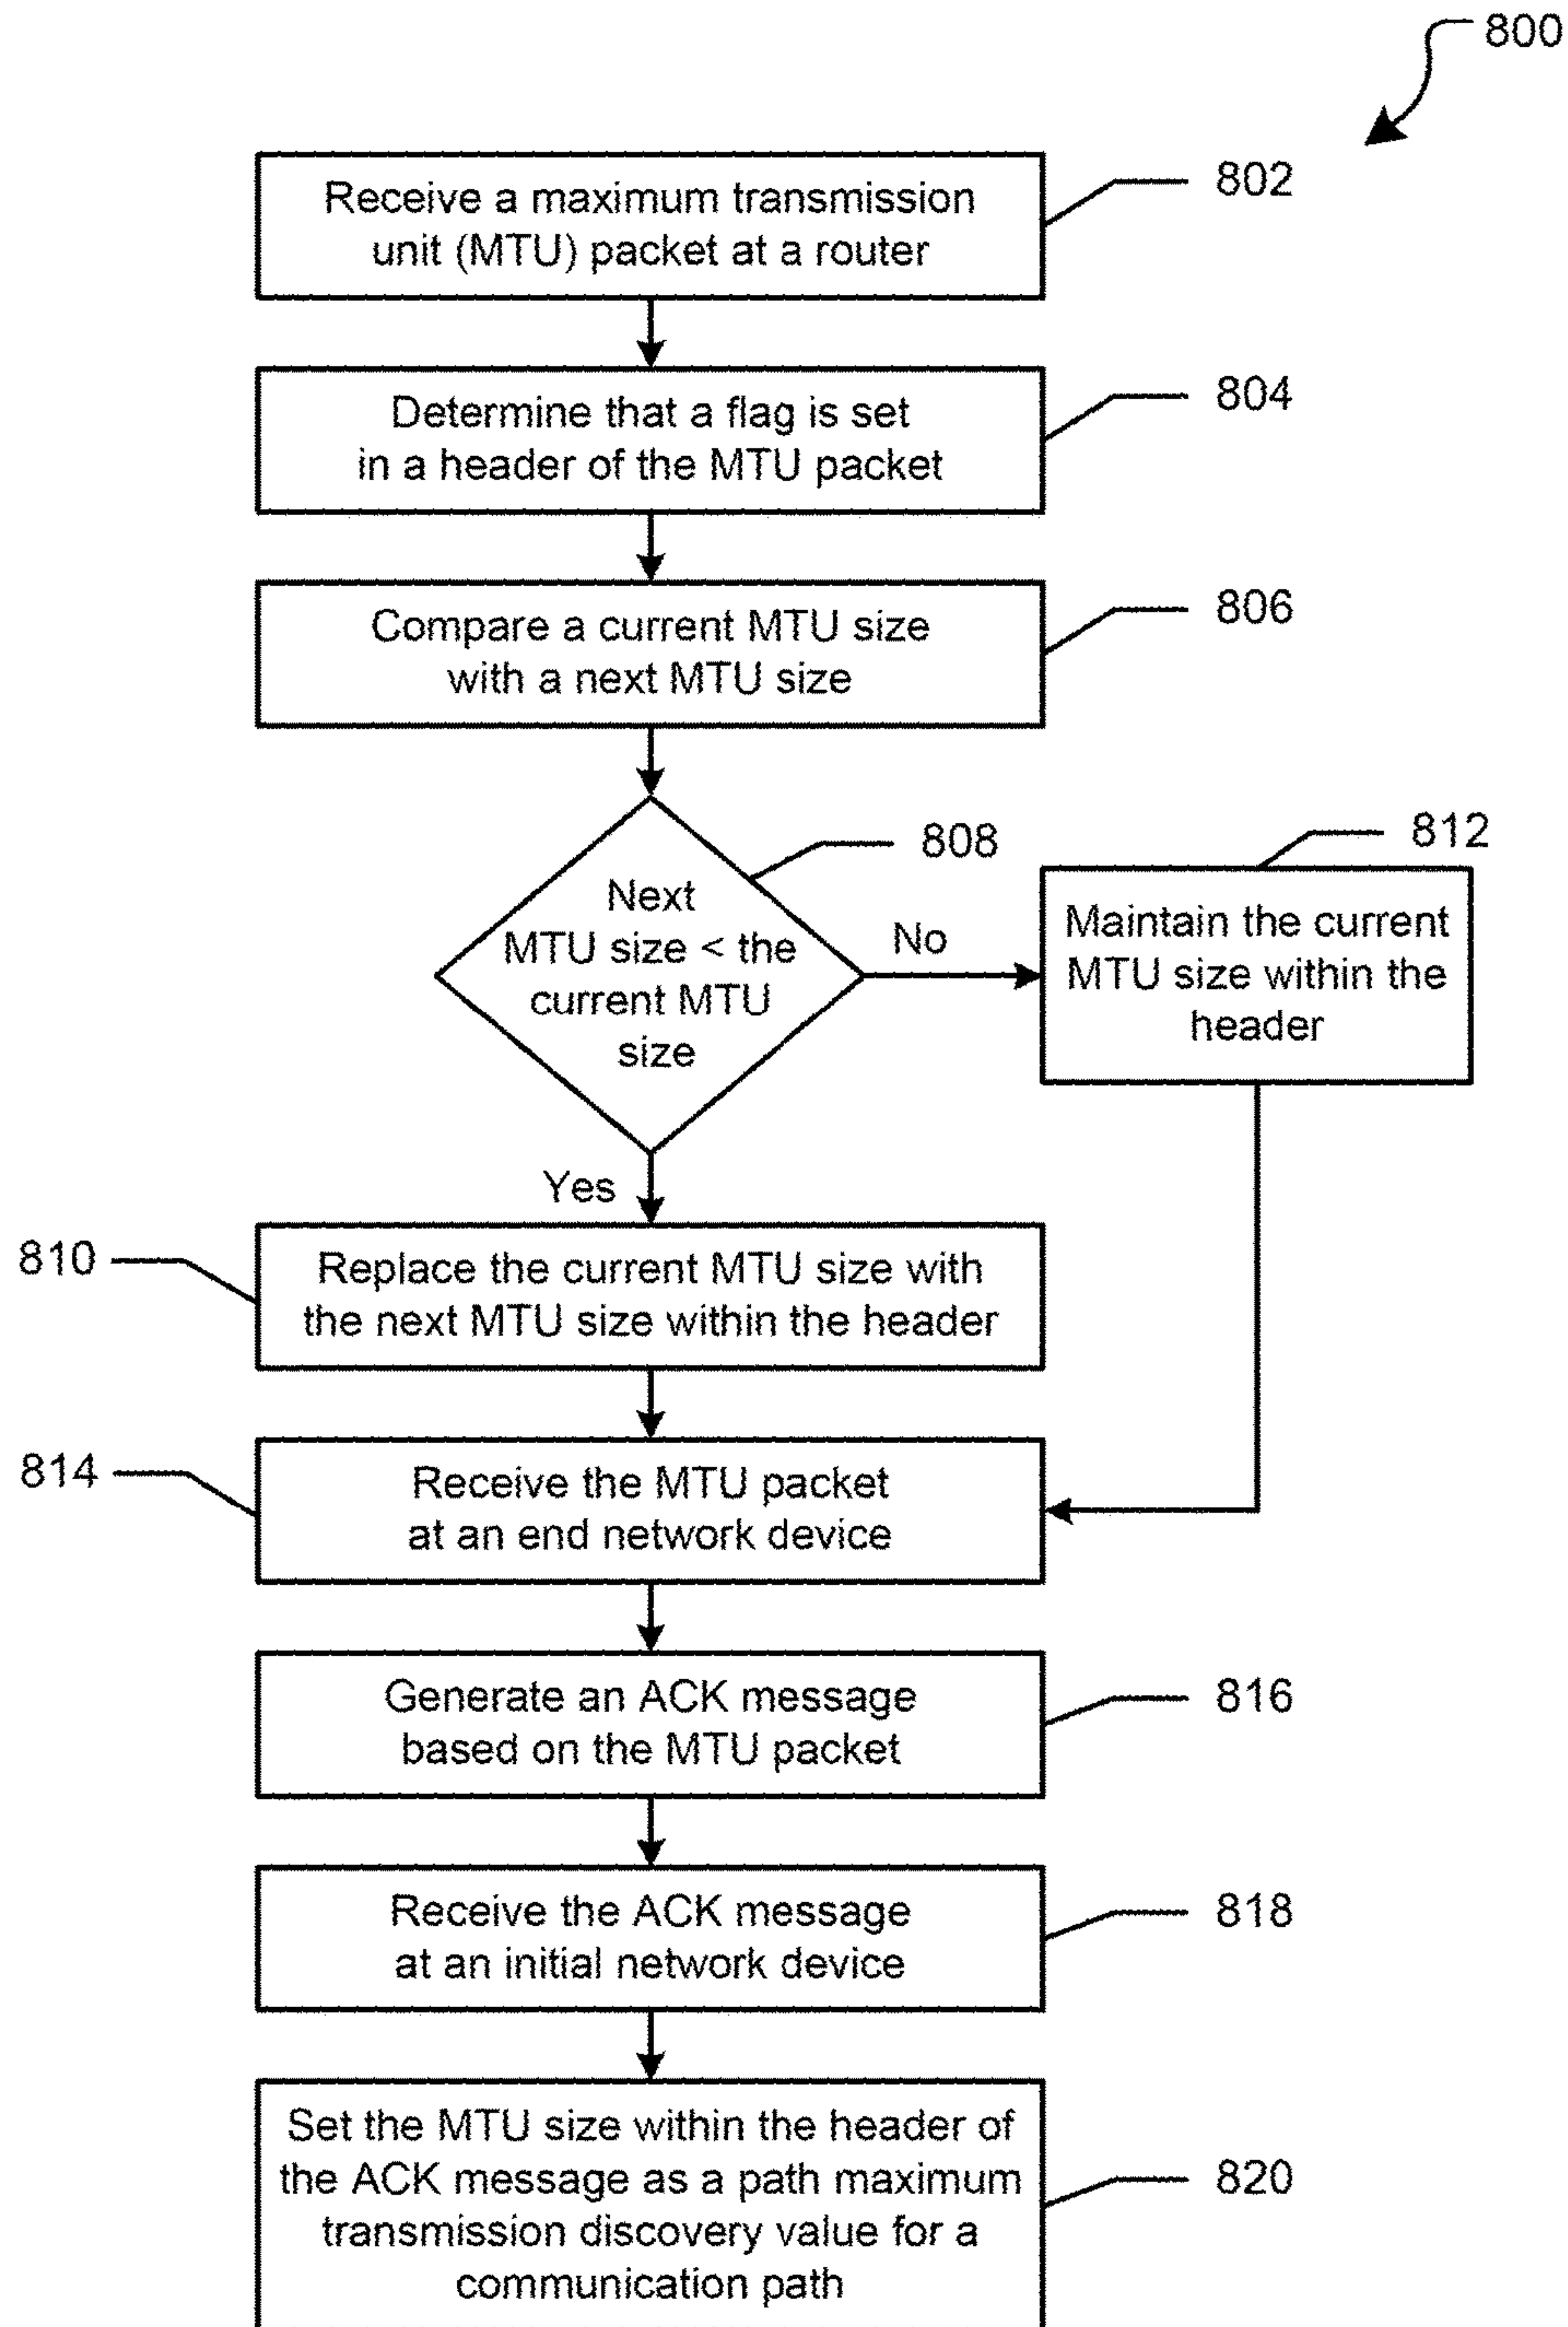 800
Receive a maximum transmission
unit (MTU) packet at a router
802
Determine that a flag is set
in a header of the MTU packet
804
Compare a current MTU size
with a next MTU size
806
Next
MTU size < the
current MTU
size
808
No
Maintain the current
MTU size within the
header
812
Yes
810
Replace the current MTU size with
the next MTU size within the header
814
Receive the MTU packet
at an end network device
Generate an ACK message
based on the MTU packet
816
Receive the ACK message
at an initial network device
818
Set the MTU size within the header of
the ACK message as a path maximum
transmission discovery value for a
communication path
820